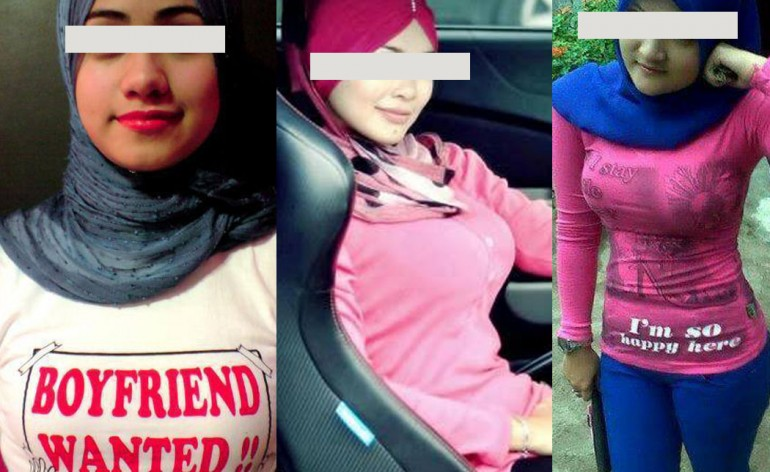 BOYFRIEND
WANTED !!
I stay
I'm so
happy here